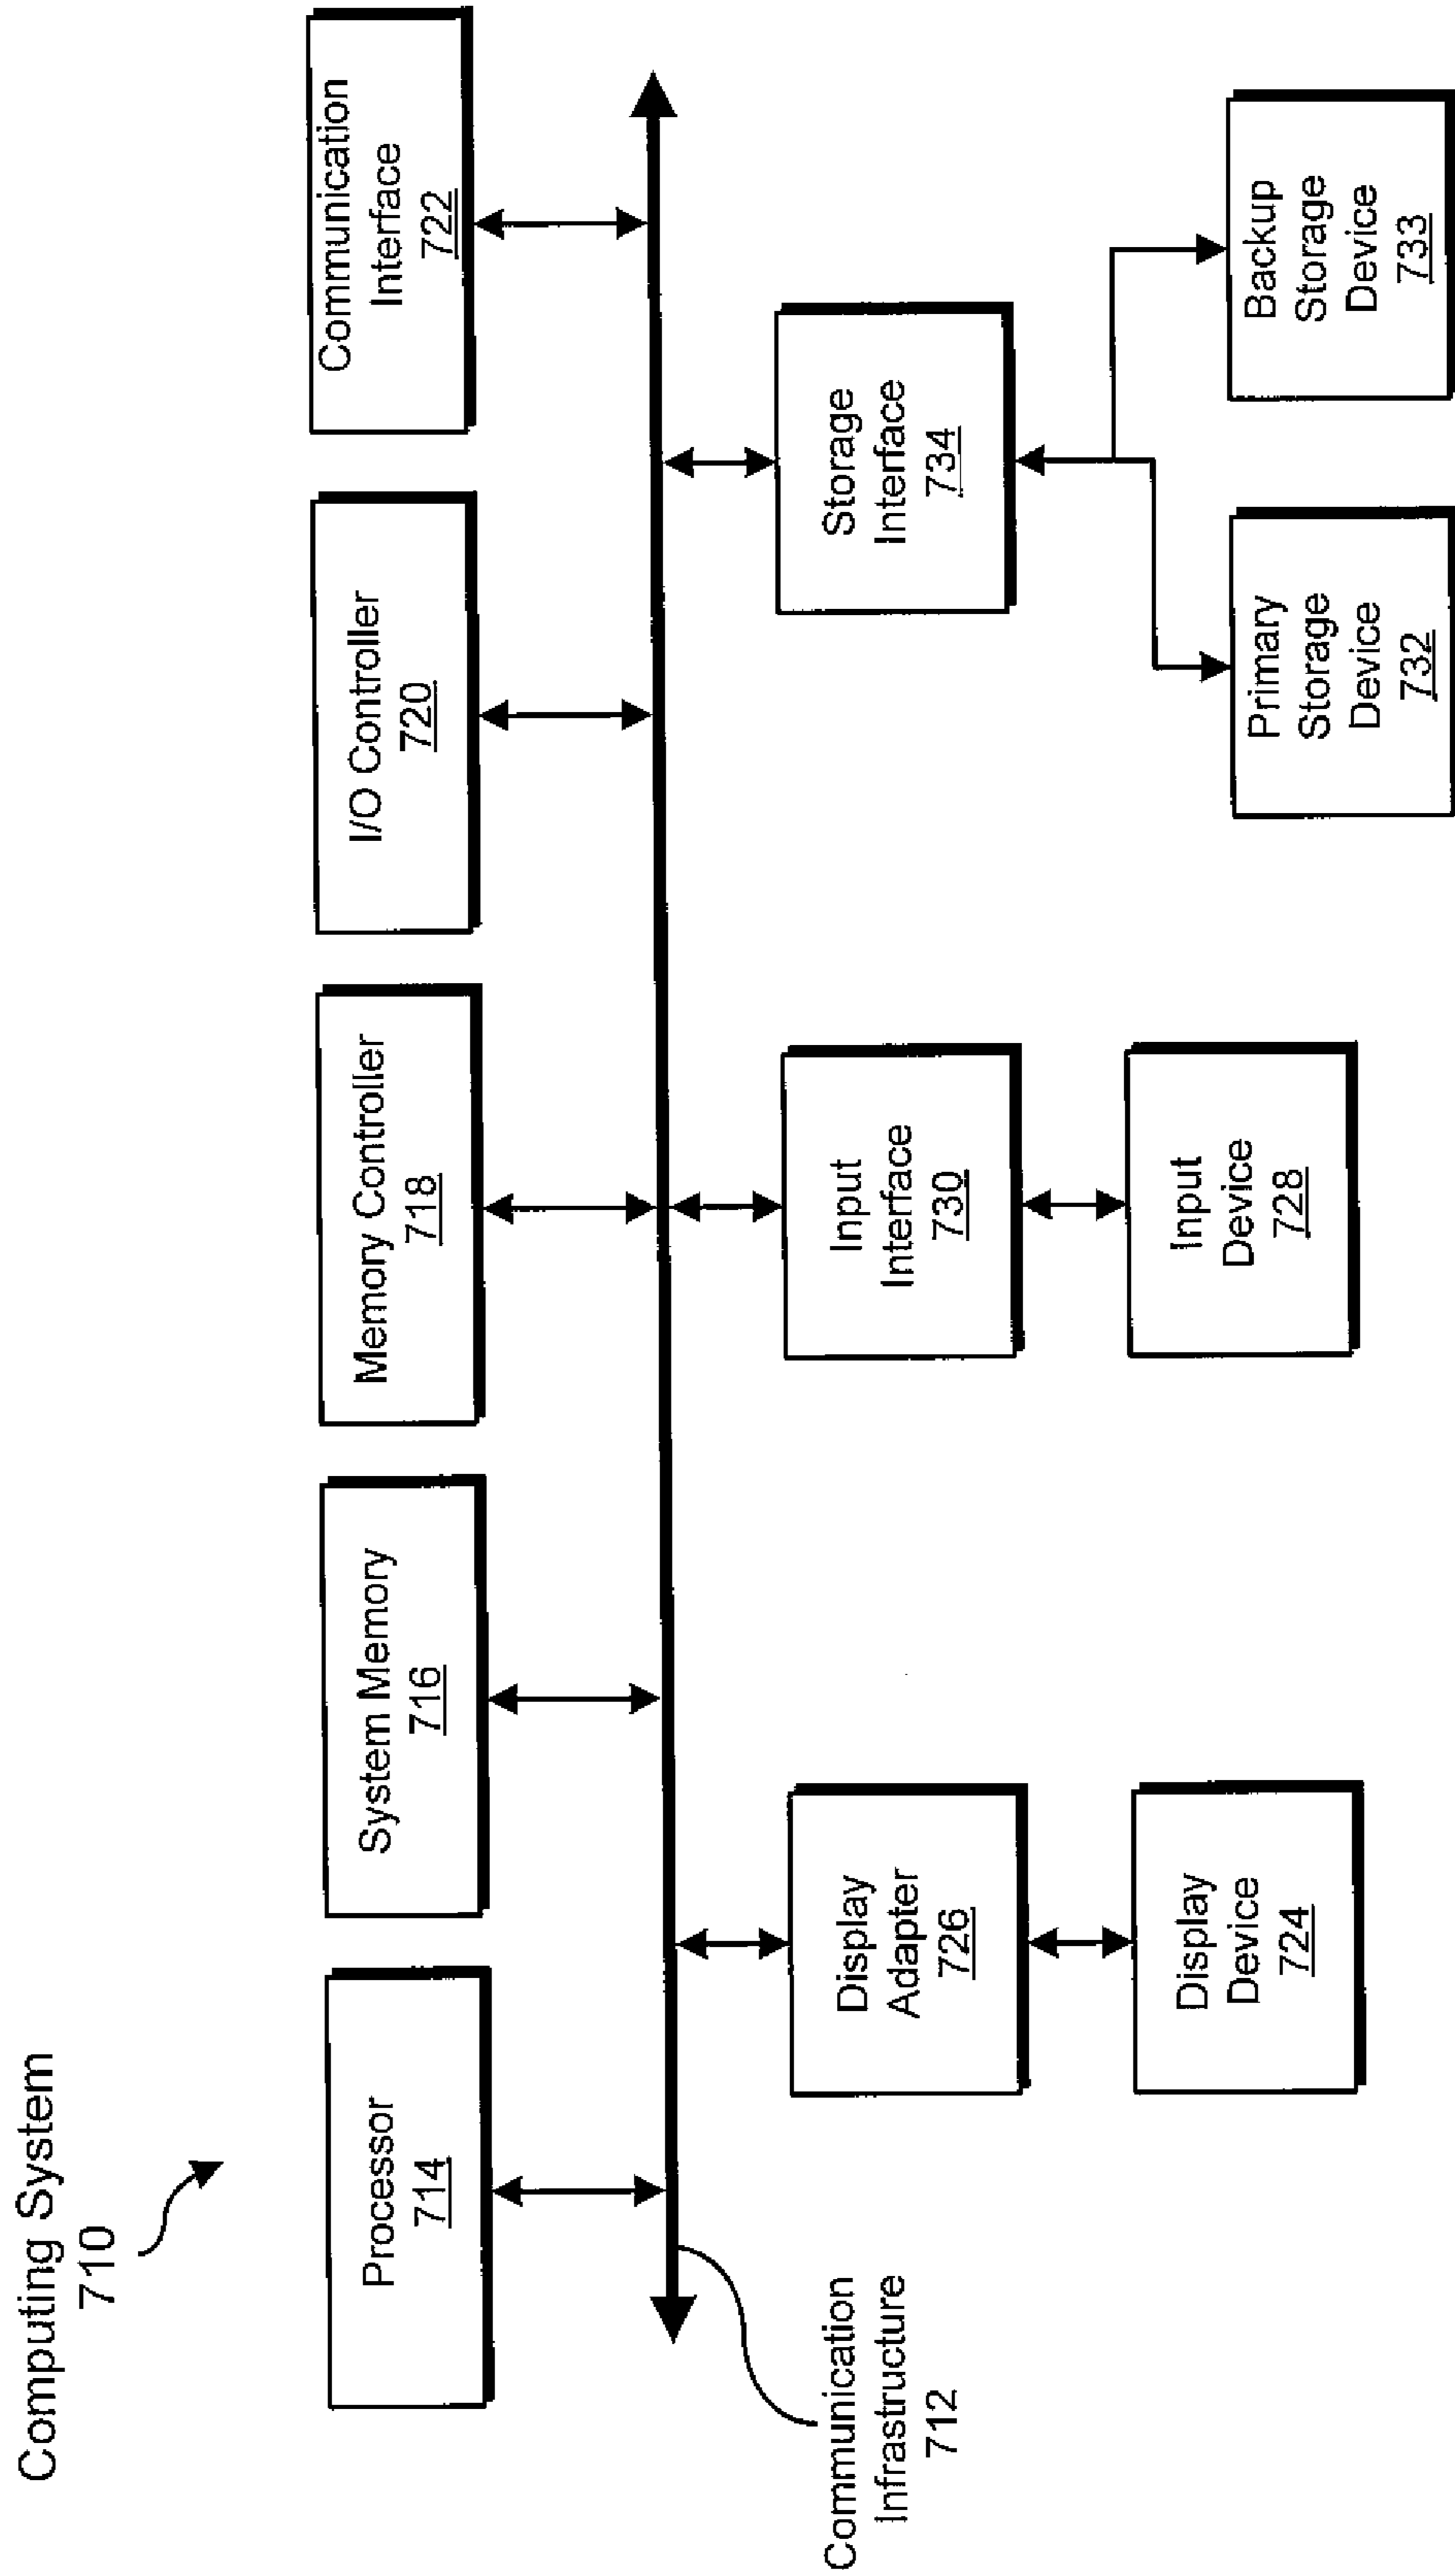 Computing System
710
Processor
714
System Memory
716
Memory Controller
718
I/O Controller
720
Communication
Interface
722
Communication
Infrastructure
712
Display
Adapter
726
Input
Interface
730
Storage
Interface
734
Display
Device
724
Input
Device
728
Primary
Storage
Device
732
Backup
Storage
Device
733